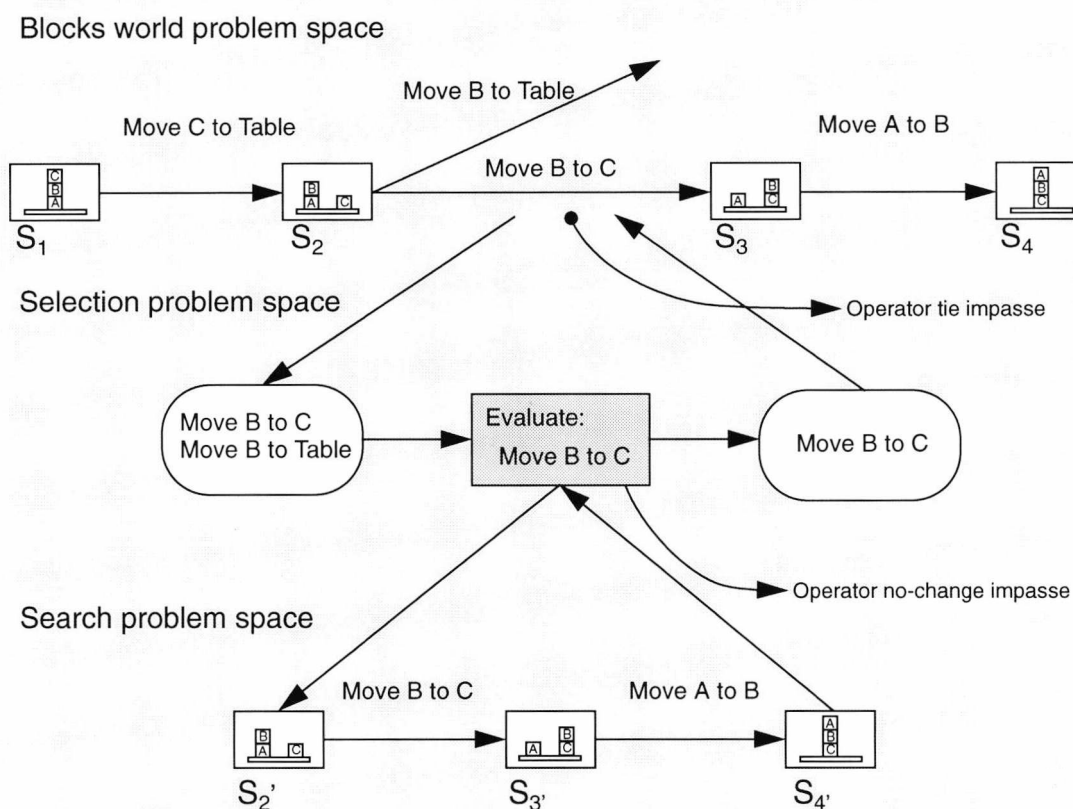 Blocks world problem space
Move B to Table
Move C to Table
Move A to B
Move B to C
C
B
A
B
A
C
A
B
C
A
B
C
S1
S2
S3
S4
Selection problem space
Operator tie impasse
Move B to C
Move B to Table
Evaluate:
Move B to C
Move B to C
Operator no-change impasse
Search problem space
Move B to C
Move A to B
B
A
C
A
B
C
A
B
C
S2'
S3'
S4'